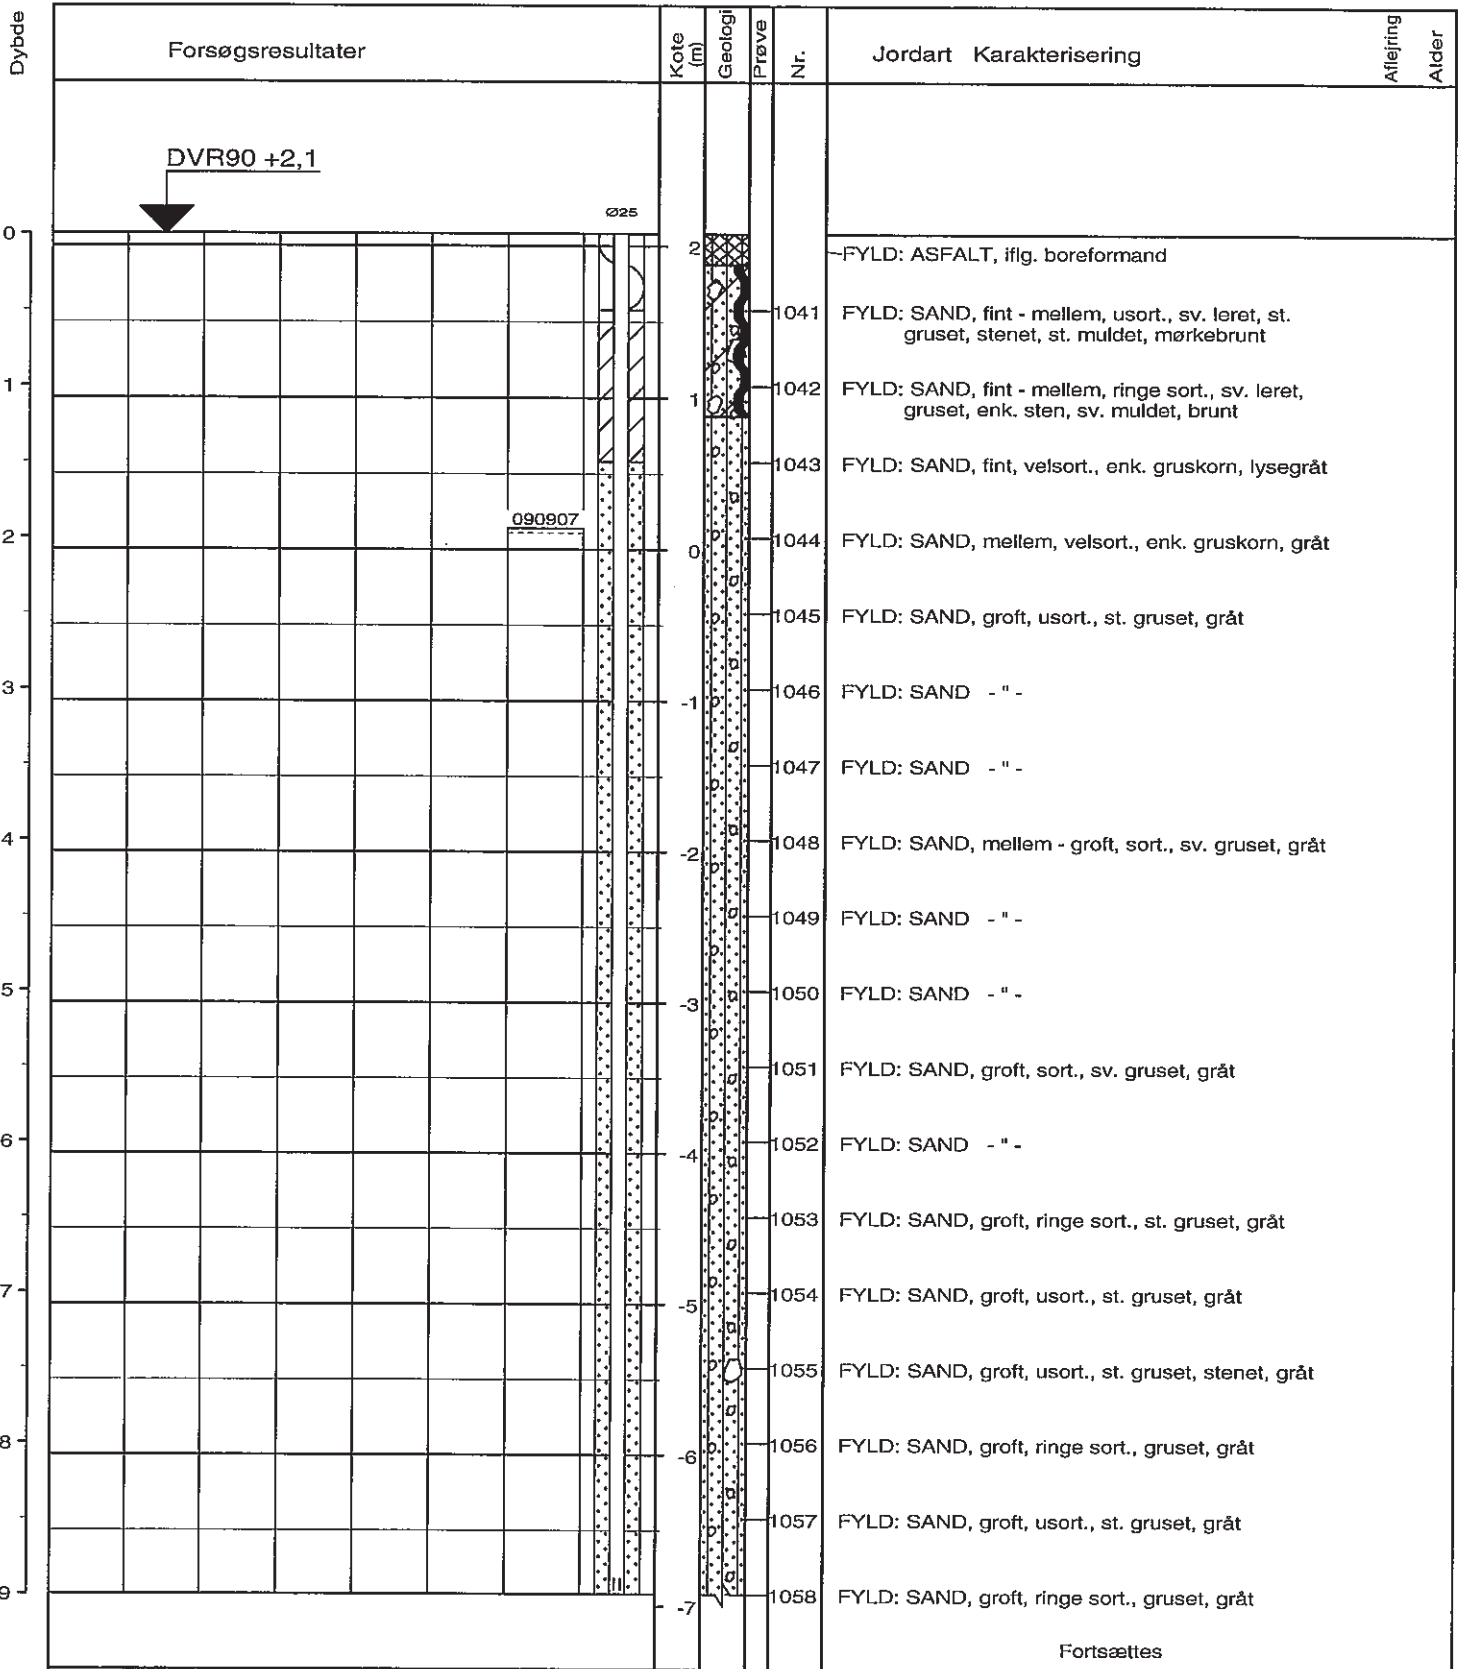 Dybde
Forsøgsresultater
Kote (m)
Geologi
Prøve
Nr.
Jordart Karakterisering
Aflejring
Alder
DVR90 +2,1
Ø25
0
2
FYLD: ASFALT, iflg. boreformand
1041 FYLD: SAND, fint - mellem, usort., sv. leret, st.
gruset, stenet, st. muldet, mørkebrunt
1
1
1042 FYLD: SAND, fint - mellem, ringe sort., sv. leret,
gruset, enk. sten, sv. muldet, brunt
1043 FYLD: SAND, fint, velsort., enk. gruskorn, lysegråt
090907
2
0
1044 FYLD: SAND, mellem, velsort., enk. gruskorn, gråt
1045 FYLD: SAND, groft, usort., st. gruset, gråt
3
-1
1046 FYLD: SAND - " -
1047 FYLD: SAND - " -
4
-2
1048 FYLD: SAND, mellem - groft, sort., sv. gruset, gråt
1049 FYLD: SAND - " -
5
-3
1050 FYLD: SAND - " -
1051 FYLD: SAND, groft, sort., sv. gruset, gråt
6
-4
1052 FYLD: SAND - " -
1053 FYLD: SAND, groft, ringe sort., st. gruset, gråt
7
-5
1054 FYLD: SAND, groft, usort., st. gruset, gråt
1055 FYLD: SAND, groft, usort., st. gruset, stenet, gråt
8
-6
1056 FYLD: SAND, groft, ringe sort., gruset, gråt
1057 FYLD: SAND, groft, usort., st. gruset, gråt
9
-7
1058 FYLD: SAND, groft, ringe sort., gruset, gråt
Fortsættes